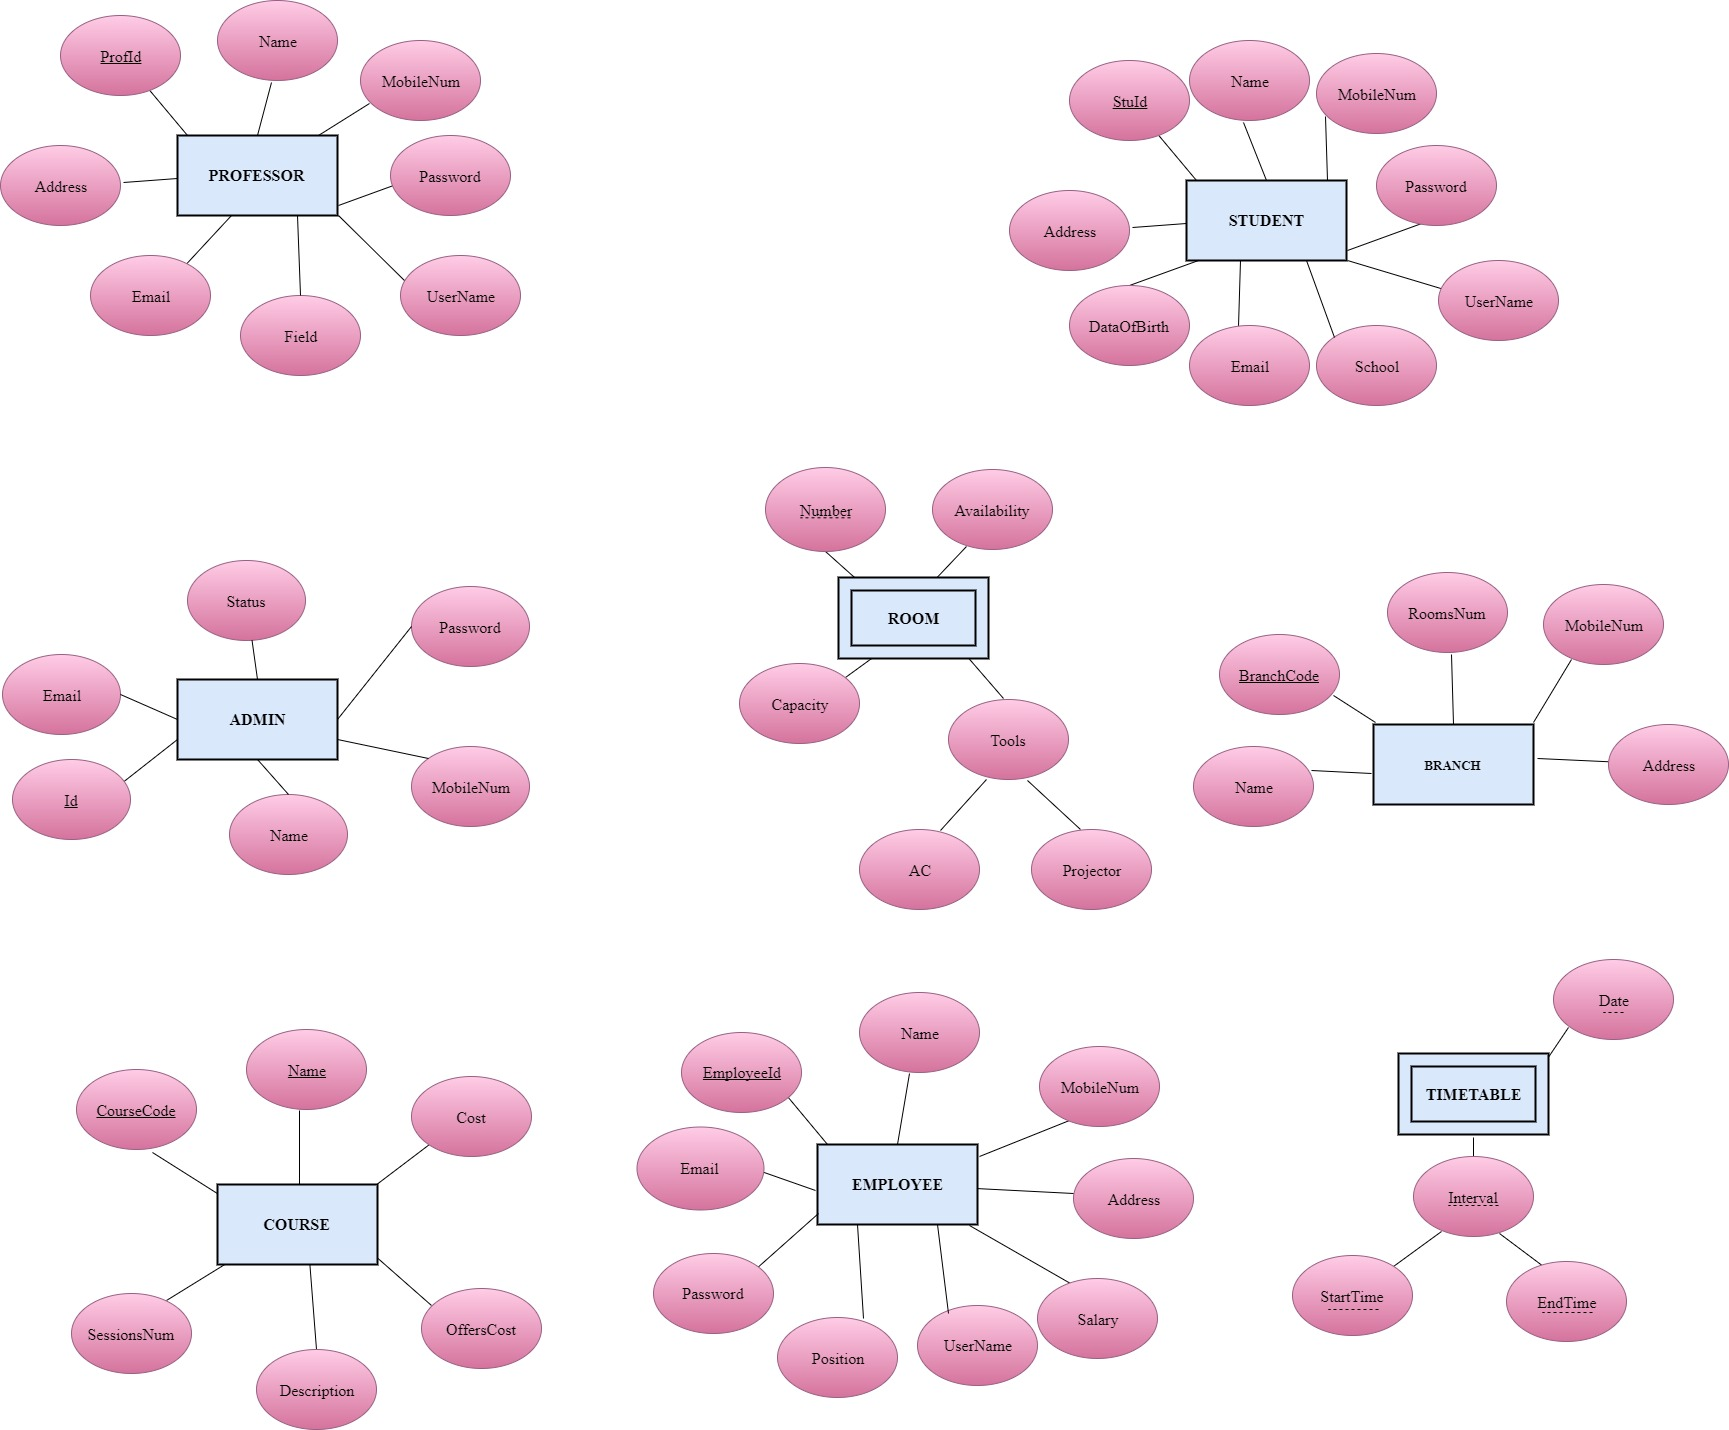 ProfId
Name
MobileNum
Address
PROFESSOR
Password
Email
Field
UserName
StuId
Name
MobileNum
Address
STUDENT
Password
DataOfBirth
Email
School
UserName
Status
Password
Email
ADMIN
Id
Name
MobileNum
Number
Availability
ROOM
Capacity
Tools
AC
Projector
BranchCode
RoomsNum
MobileNum
Name
BRANCH
Address
CourseCode
Name
Cost
COURSE
SessionsNum
Description
OffersCost
EmployeeId
Name
MobileNum
Email
EMPLOYEE
Address
Password
Position
UserName
Salary
Date
TIMETABLE
Interval
StartTime
EndTime